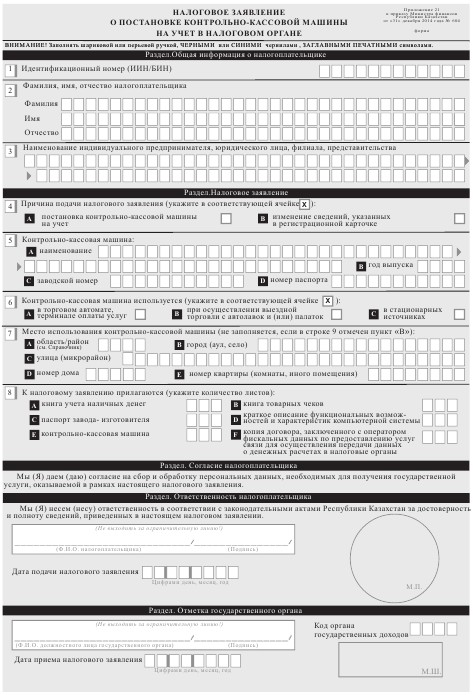 НАЛОГОВОЕ ЗАЯВЛЕНИЕ
О ПОСТАНОВКЕ КОНТРОЛЬНО-КАССОВОЙ МАШИНЫ
НА УЧЕТ В НАЛОГОВОМ ОРГАНЕ
Приложение 21
к приказу Министра финансов
Республики Казахстан
декабря 2014 года №
форма
ВНИМАНИЕ! Заполнять шариковой или перьевой ручкой, ЧЕРНЫМИ или СИНИМИ чернилами, ЗАГЛАВНЫМИ ПЕЧАТНЫМИ символами.
Раздел.Общая информация о налогоплательщике
1 Идентификационный номер (ИИН/БИН)
2 Фамилия, имя, отчество налогоплательщика
Фамилия
Имя
Отчество
3 Наименование индивидуального предпринимателя, юридического лица, филиала, представительства
Раздел.Налоговое заявление
4 Причина подачи налогового заявления (укажите в соответствующей ячейке X ):
A постановка контрольно-кассовой машины
на учет
B изменение сведений, указанных
в регистрационной карточке
5 Контрольно-кассовая машина:
A наименование
B год выпуска
C заводской номер
D номер паспорта
6 Контрольно-кассовая машина используется (укажите в соответствующей ячейке X ):
A в торговом автомате,
терминале оплаты услуг
B при осуществлении выездной
торговли с автолавок и (или) палаток
C в стационарных
источниках
7 Место использования контрольно-кассовой машины (не заполняется, если в строке 9 отмечен пункт «В»):
A область/район
(см. Справочник)
B город (аул, село)
C улица (микрорайон)
D номер дома
E номер квартиры (комнаты, иного помещения)
8 К налоговому заявлению прилагаются (укажите количество листов):
A книга учета наличных денег
B книга товарных чеков
C паспорт завода- изготовителя
D краткое описание функциональных возмож-
ностей и характеристик компьютерной системы
E контрольно-кассовая машина
F копия договора, заключенного с оператором
фискальных данных по предоставлению услуг
связи для осуществления передачи данных
о денежных расчетах в налоговые органы
Раздел. Согласие налогоплательщика
Мы (Я) даем (даю) согласие на сбор и обработку персональных данных, необходимых для получения государственной
услуги, оказываемой в рамках настоящего налогового заявления.
Раздел. Ответственность налогоплательщика
Мы (Я) несем (несу) ответственность в соответствии с законодательными актами Республики Казахстан за достоверность
и полноту сведений, приведенных в настоящем налоговом заявлении.
(Не выходить за ограничительную линию!)
(Ф.И.О. налогоплательщика) (Подпись)
Дата подачи налогового заявления
Цифрами день, месяц, год
М.П.
Раздел. Отметка государственного органа
(Не выходить за ограничительную линию!)
(Ф.И.О. должностного лица государственного органа) (Подпись)
Код органа
государственных доходов
Дата приема налогового заявления
Цифрами день, месяц, год
М.Ш.